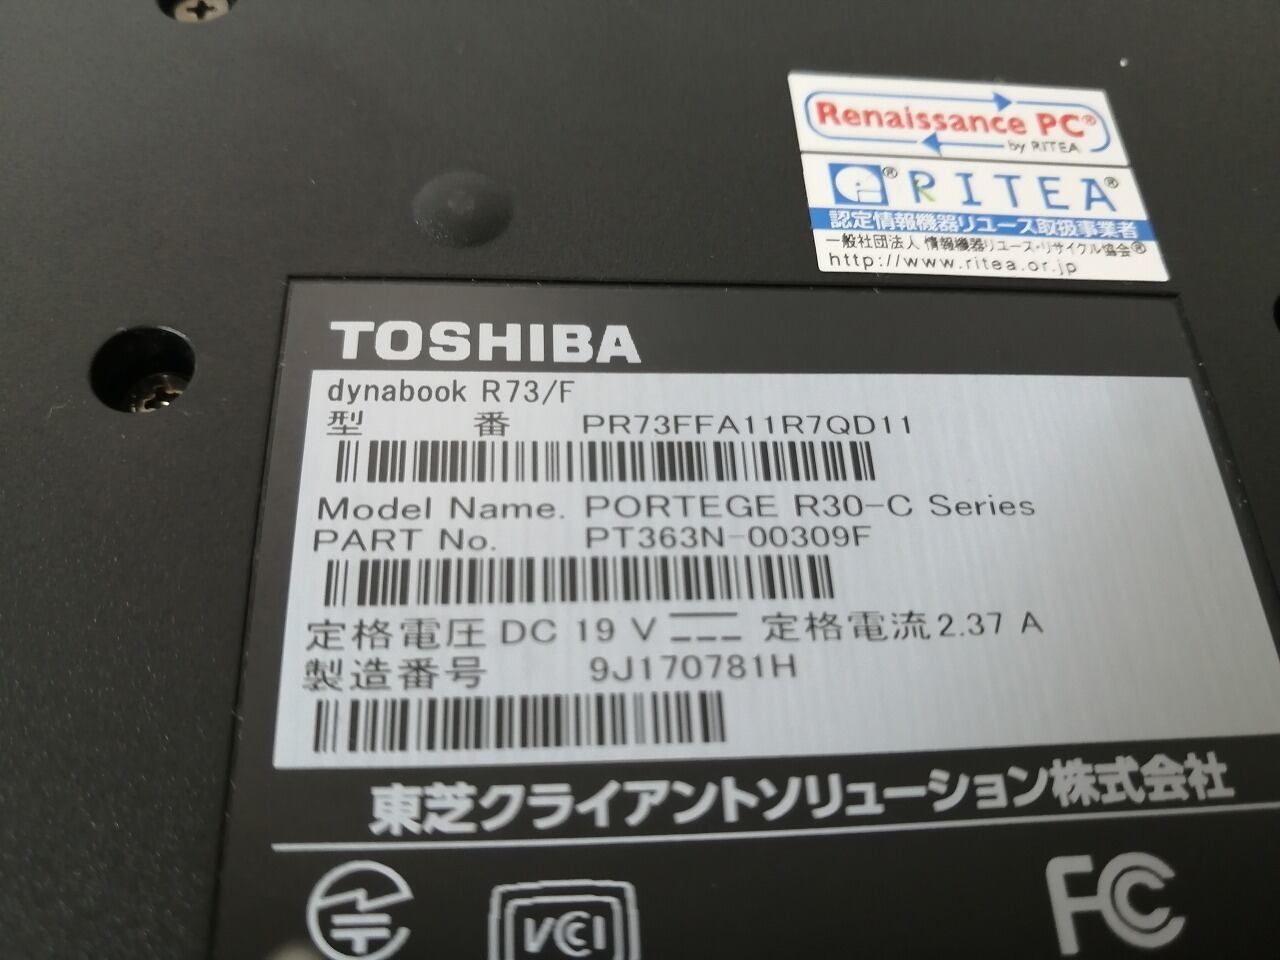 Renaissance PC®
by RITEA
® RITEA®
認定情報機器リユース取扱事業者
一般社団法人 情報機器リユース・リサイクル協会®
http://www.ritea.or.jp
TOSHIBA
dynabook R73/F
型 番 PR73FFA11R7QD11
Model Name. PORTEGE R30-C Series
PART No. PT363N-00309F
定格電圧 DC 19 V 定格電流 2.37 A
製造番号 9J170781H
東芝クライアントソリューション株式会社
VCCI
FC